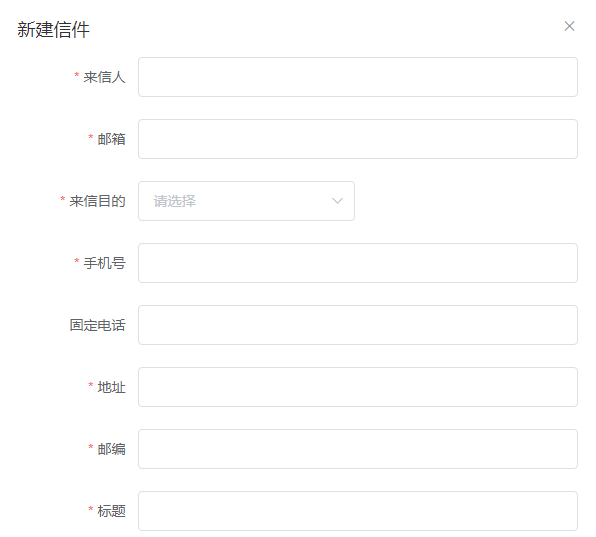 新建信件
* 来信人
* 邮箱
* 来信目的 请选择
* 手机号
固定电话
* 地址
* 邮编
* 标题